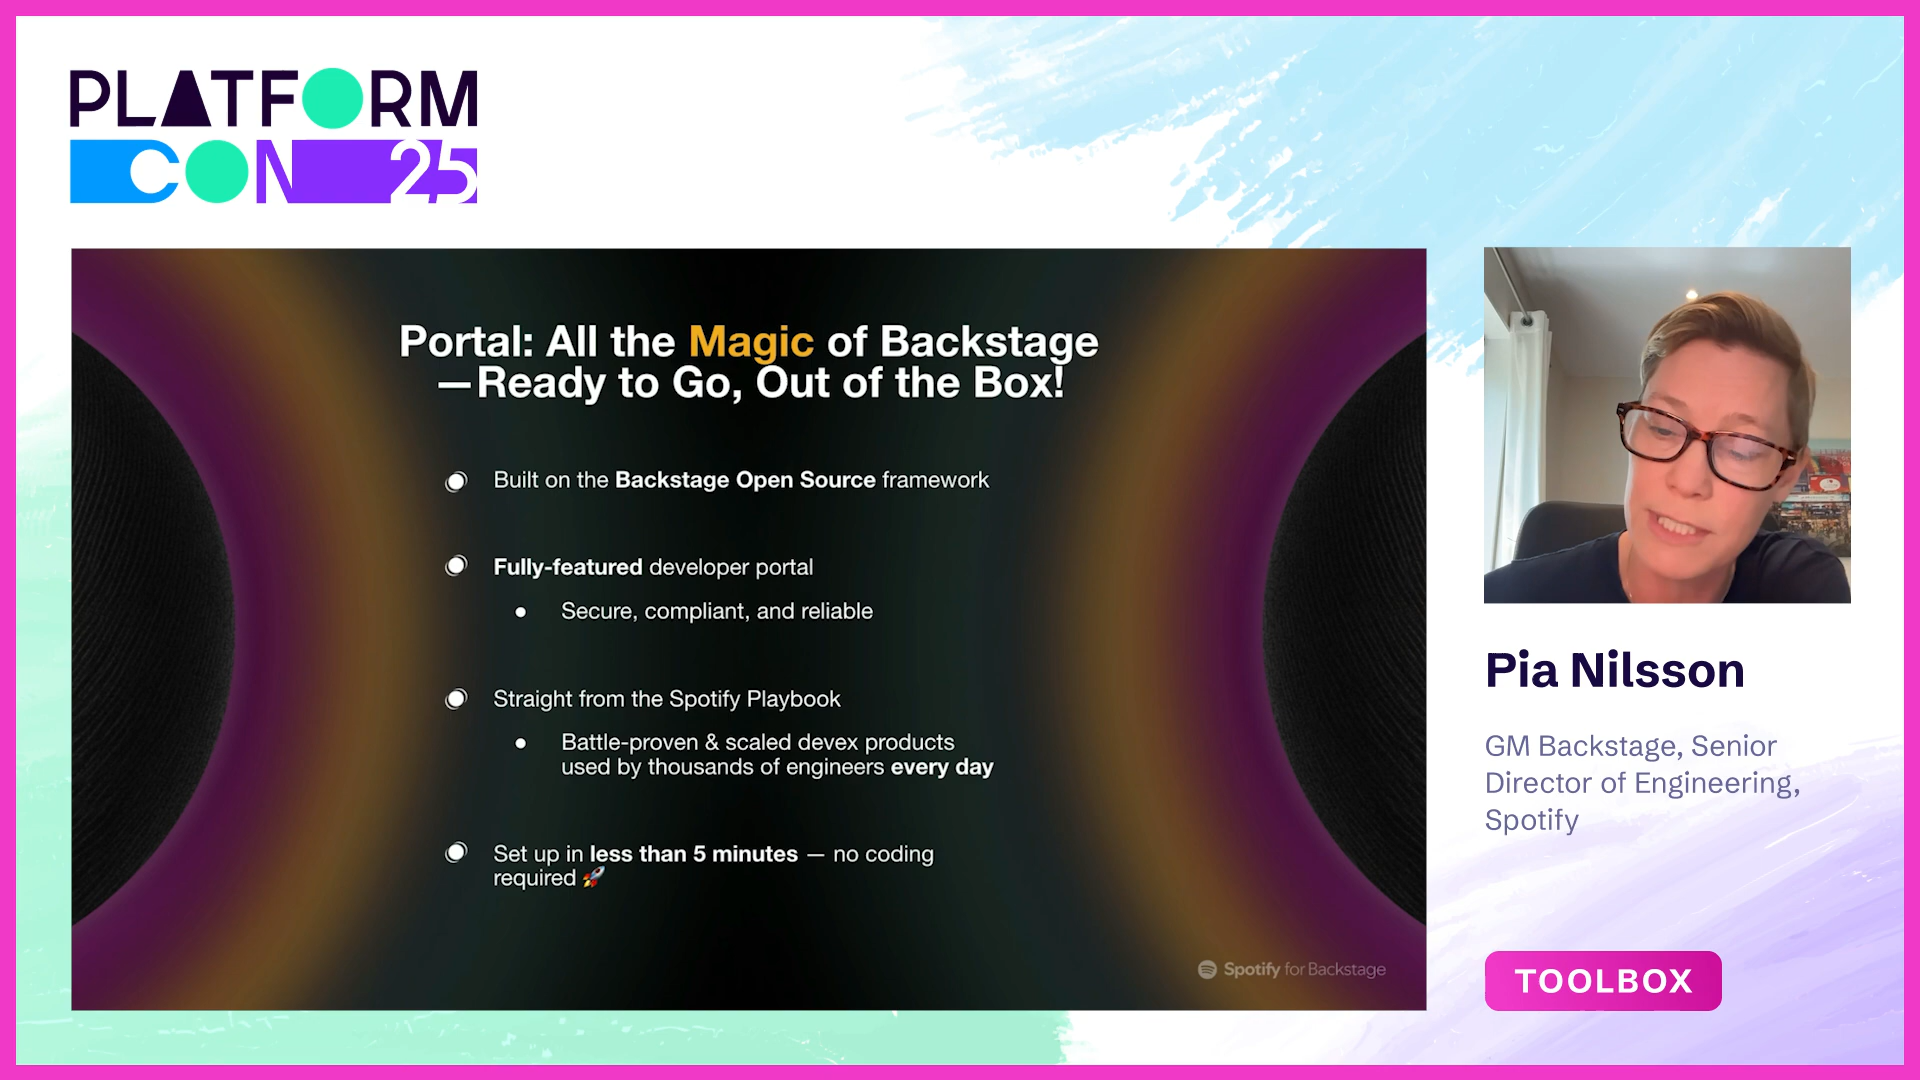 PLATFORM
CON 25
Portal: All the Magic of Backstage
—Ready to Go, Out of the Box!
Built on the Backstage Open Source framework
Fully-featured developer portal
Secure, compliant, and reliable
Straight from the Spotify Playbook
Battle-proven & scaled devex products
used by thousands of engineers every day
Set up in less than 5 minutes — no coding
required 🚀
Spotify for Backstage
Pia Nilsson
GM Backstage, Senior
Director of Engineering,
Spotify
TOOLBOX